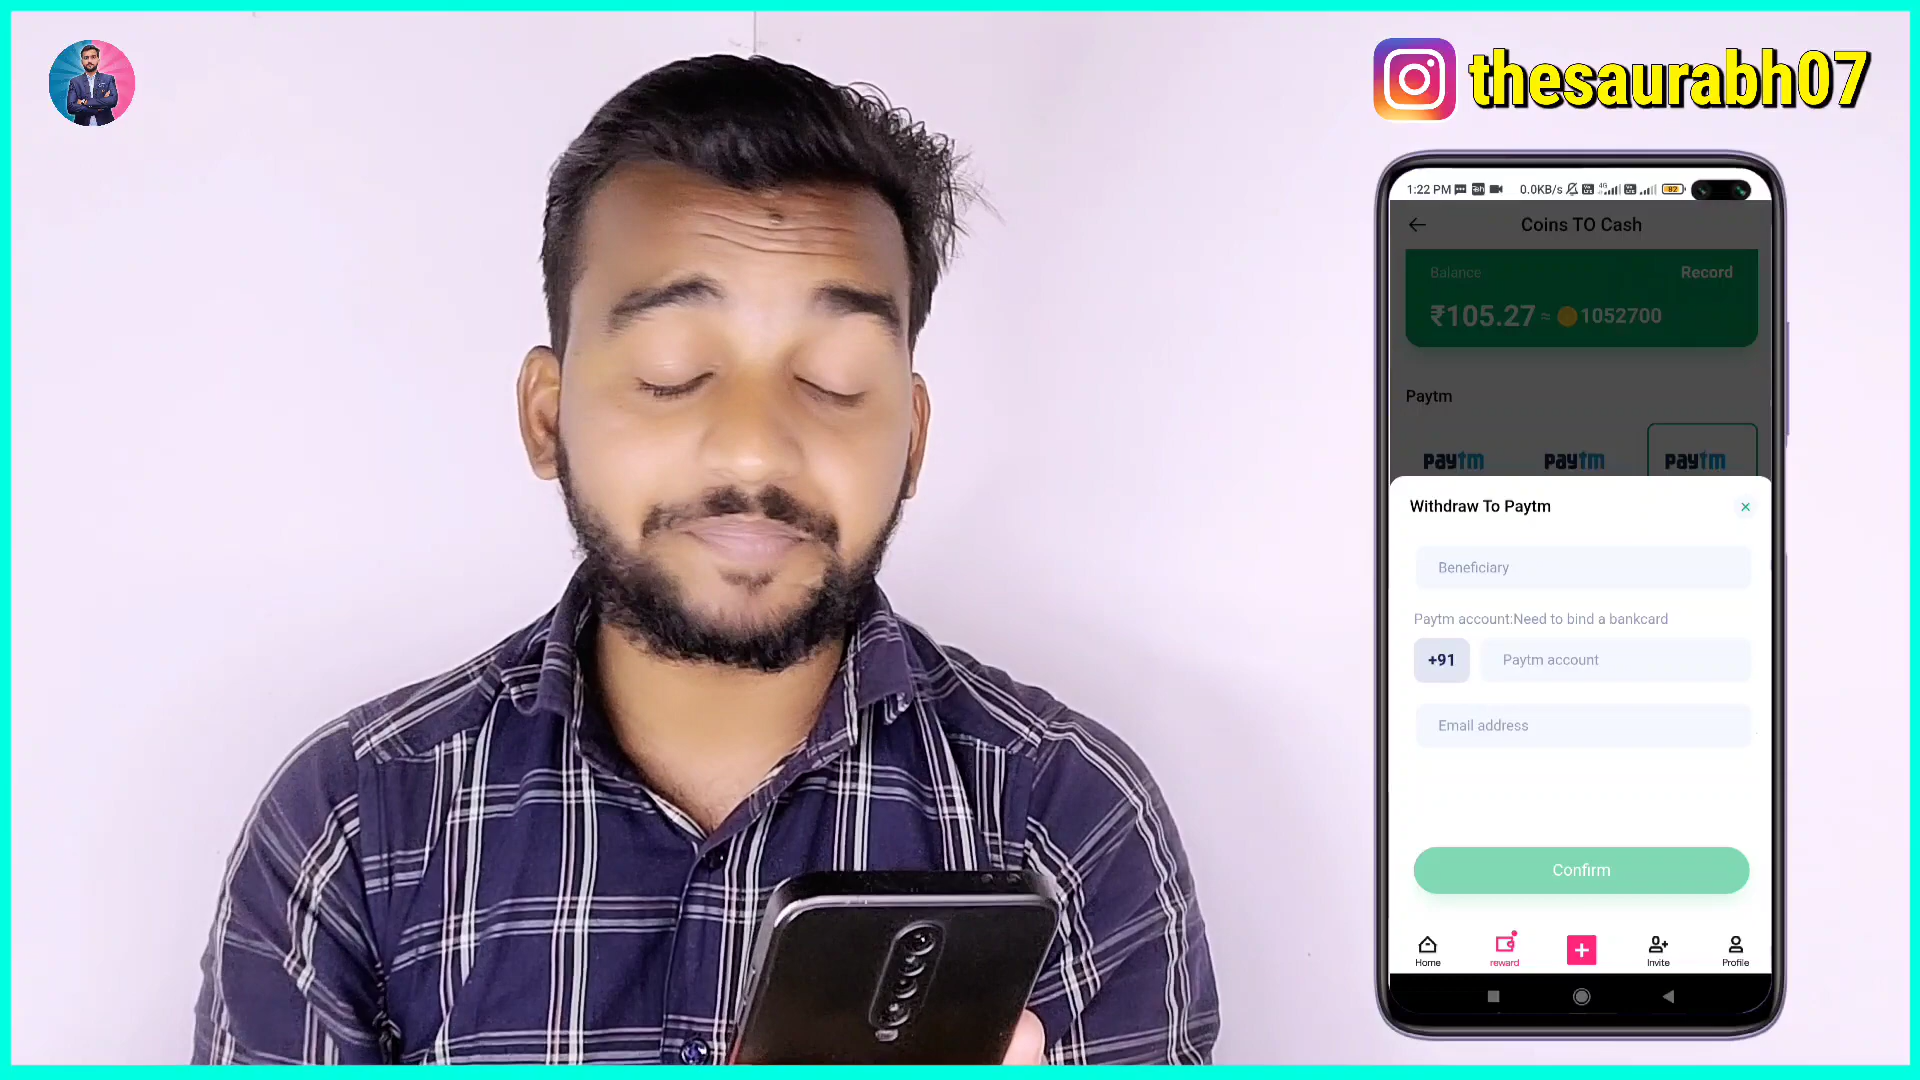 thesaurabh07
1:22 PM 0.0KB/s 4G 82
Coins TO Cash
Balance Record
₹105.27 ≈ 1052700
Paytm
paytm paytm paytm
Withdraw To Paytm
Beneficiary
Paytm account:Need to bind a bankcard
+91 Paytm account
Email address
Confirm
Home reward Invite Profile